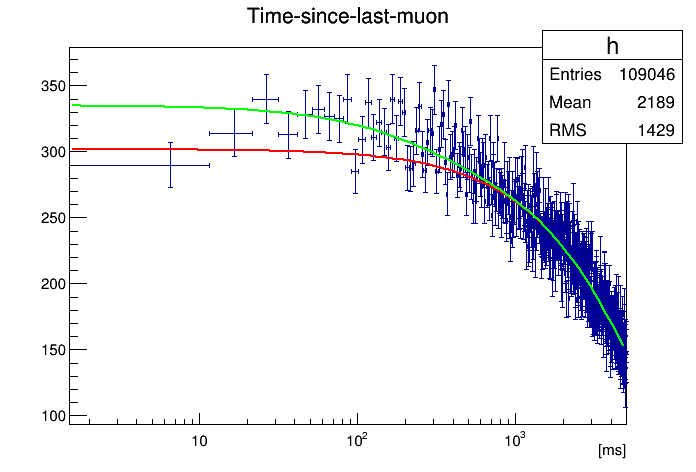 Time-since-last-muon
h
Entries 109046
Mean 2189
RMS 1429
350
300
250
200
150
100
10
10²
10³
[ms]